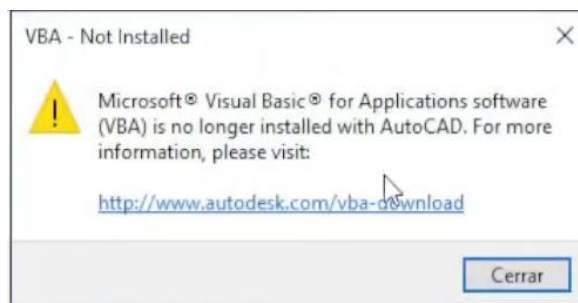 VBA - Not Installed
Microsoft® Visual Basic® for Applications software
(VBA) is no longer installed with AutoCAD. For more
information, please visit:
http://www.autodesk.com/vba-download
Cerrar